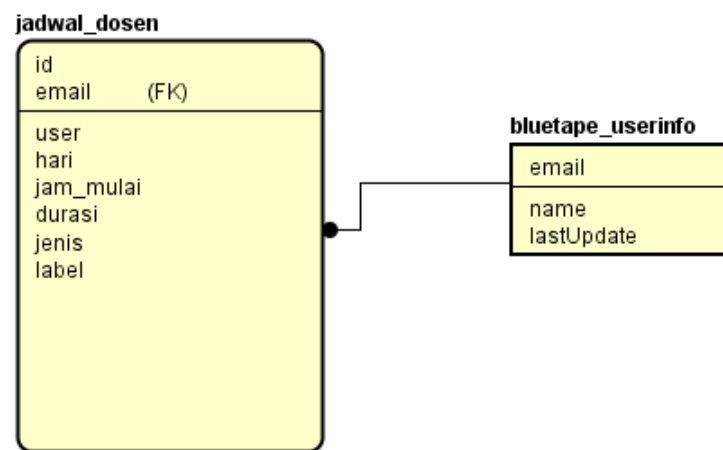 jadwal_dosen
id
email (FK)
user
hari
jam_mulai
durasi
jenis
label
bluetape_userinfo
email
name
lastUpdate